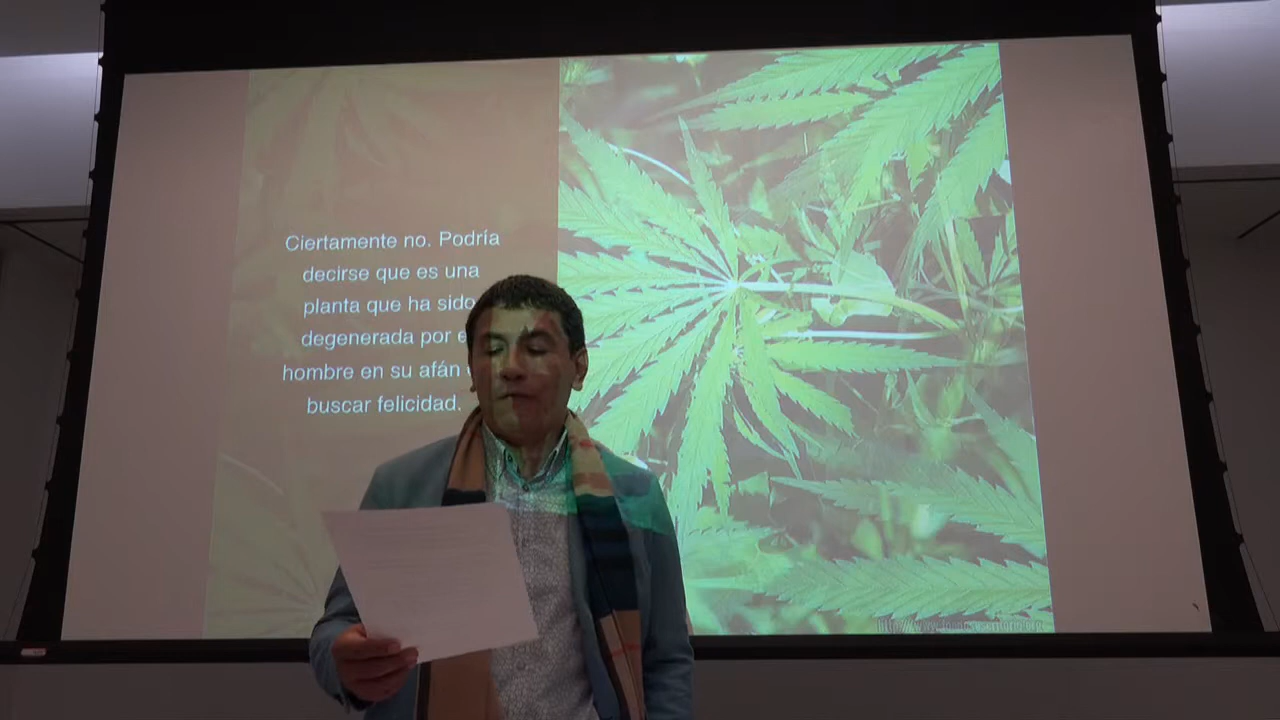 Ciertamente no. Podría
decirse que es una
planta que ha sido
degenerada por e
hombre en su afán
buscar felicidad.